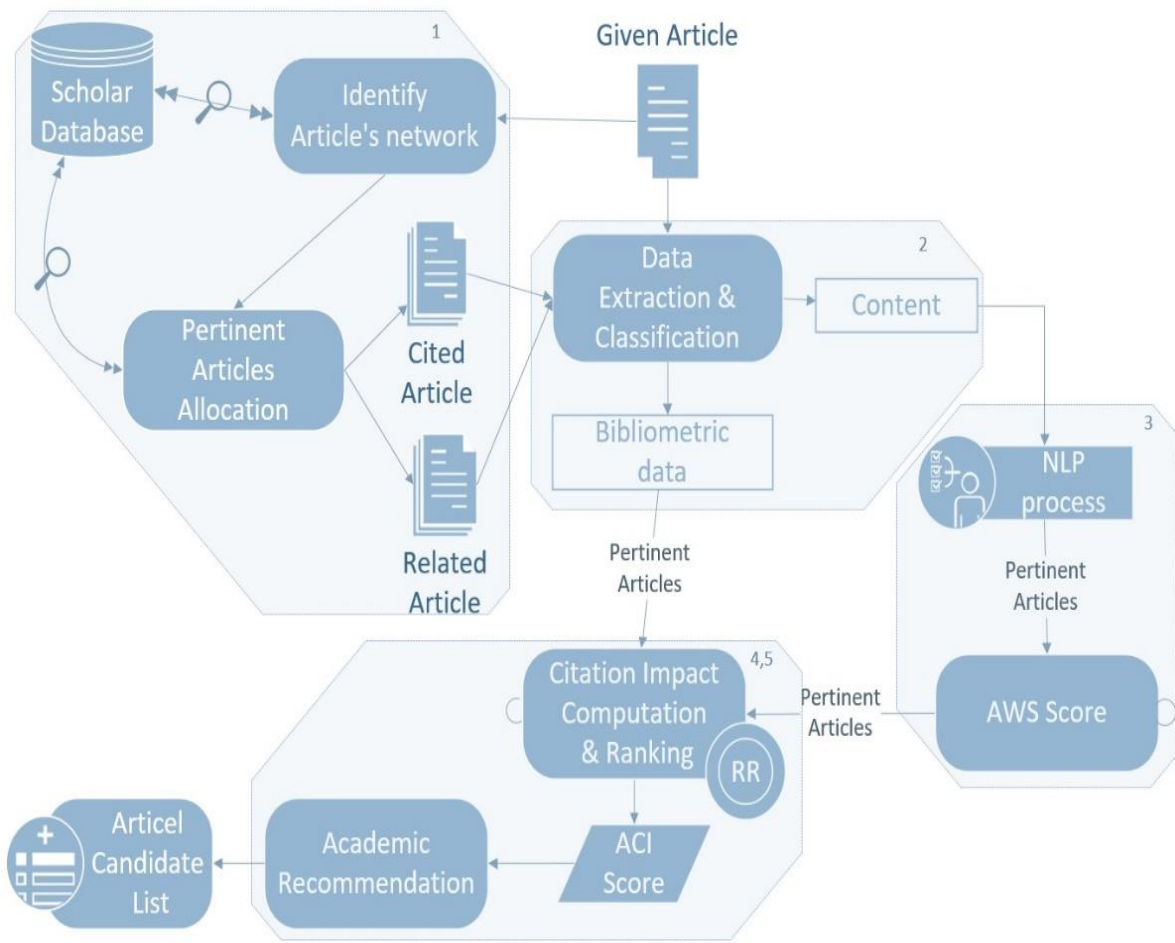 1
Given Article
Scholar
Database
Identify
Article's network
2
Data
Extraction &
Classification
Content
Pertinent
Articles
Allocation
Cited
Article
Bibliometric
data
3
NLP
process
Related
Article
Pertinent
Articles
Pertinent
Articles
4,5
Citation Impact
Computation
& Ranking
RR
Pertinent
Articles
AWS Score
Articel
Candidate
List
Academic
Recommendation
ACI
Score